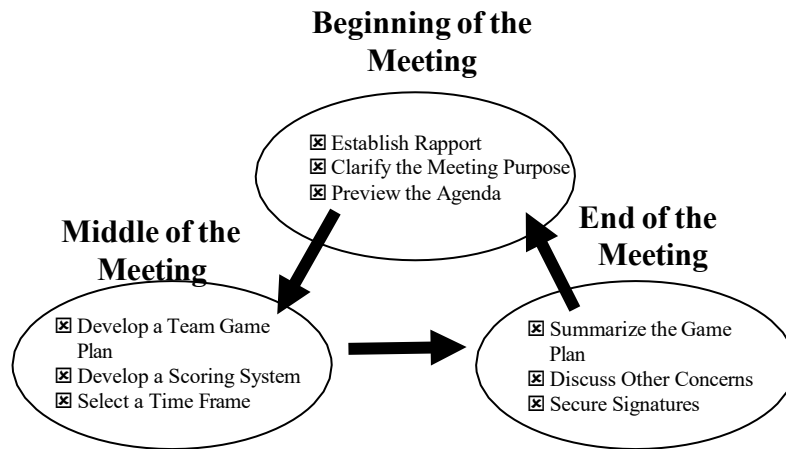 Beginning of the
Meeting
☒ Establish Rapport
☒ Clarify the Meeting Purpose
☒ Preview the Agenda
Middle of the
Meeting
☒ Develop a Team Game
Plan
☒ Develop a Scoring System
☒ Select a Time Frame
End of the
Meeting
☒ Summarize the Game
Plan
☒ Discuss Other Concerns
☒ Secure Signatures